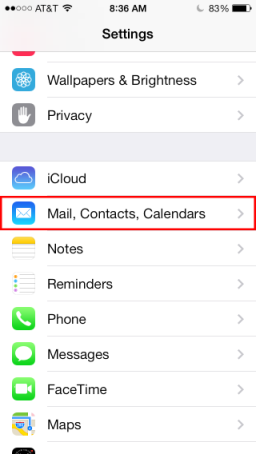 AT&T 8:36 AM 83%
Settings
Wallpapers & Brightness
Privacy
iCloud
Mail, Contacts, Calendars
Notes
Reminders
Phone
Messages
FaceTime
Maps